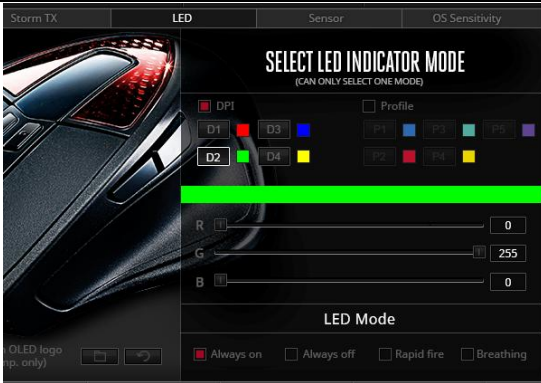 Storm TX LED Sensor OS Sensitivity
SELECT LED INDICATOR MODE
(CAN ONLY SELECT ONE MODE)
DPI Profile
D1 D3 P1 P3 P5
D2 D4 P2 P4
R 0
G 255
B 0
LED Mode
OLED logo
only)
Always on Always off Rapid fire Breathing